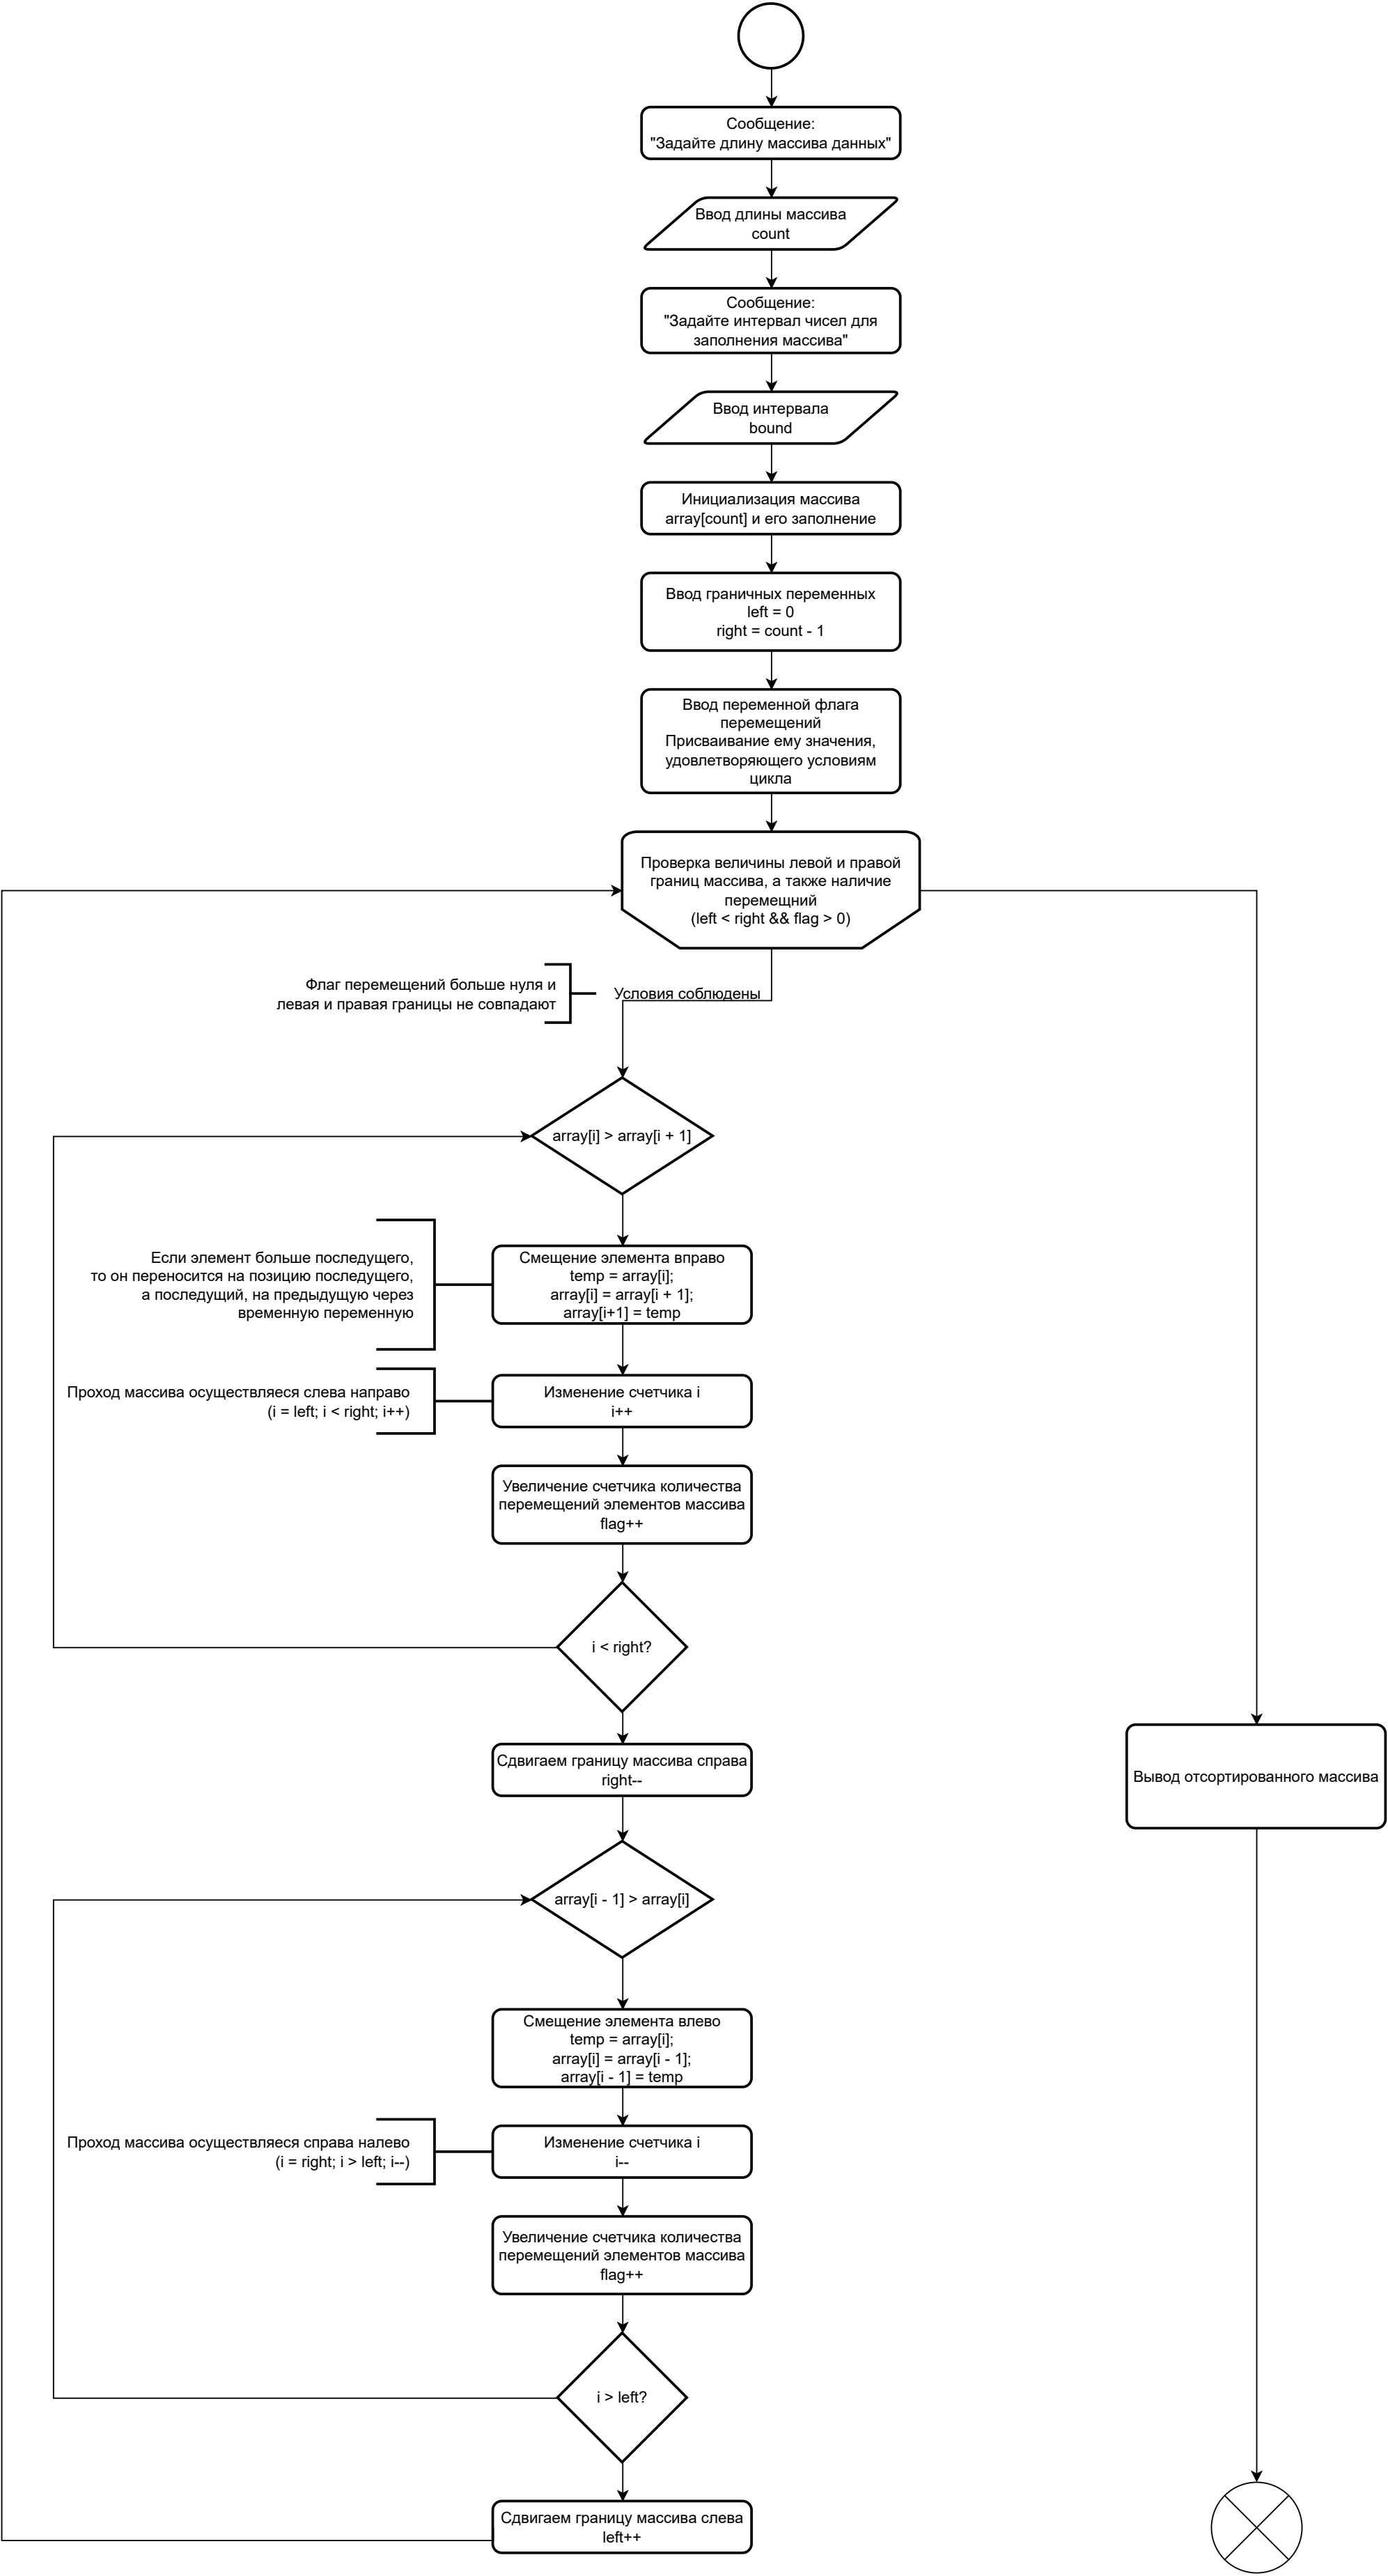 Сообщение:
"Задайте длину массива данных"
Ввод длины массива
count
Сообщение:
"Задайте интервал чисел для
заполнения массива"
Ввод интервала
bound
Инициализация массива
array[count] и его заполнение
Ввод граничных переменных
left = 0
right = count - 1
Ввод переменной флага
перемещений
Присваивание ему значения,
удовлетворяющего условиям
цикла
Проверка величины левой и правой
границ массива, а также наличие
перемещний
(left < right && flag > 0)
Флаг перемещений больше нуля и
левая и правая границы не совпадают
Условия соблюдены
array[i] > array[i + 1]
Если элемент больше последущего,
то он переносится на позицию последущего,
а последущий, на предыдущую через
временную переменную
Смещение элемента вправо
temp = array[i];
array[i] = array[i + 1];
array[i+1] = temp
Проход массива осуществляеся слева направо
(i = left; i < right; i++)
Изменение счетчика i
i++
Увеличение счетчика количества
перемещений элементов массива
flag++
i < right?
Сдвигаем границу массива справа
right--
Вывод отсортированного массива
array[i - 1] > array[i]
Смещение элемента влево
temp = array[i];
array[i] = array[i - 1];
array[i - 1] = temp
Проход массива осуществляеся справа налево
(i = right; i > left; i--)
Изменение счетчика i
i--
Увеличение счетчика количества
перемещений элементов массива
flag++
i > left?
Сдвигаем границу массива слева
left++